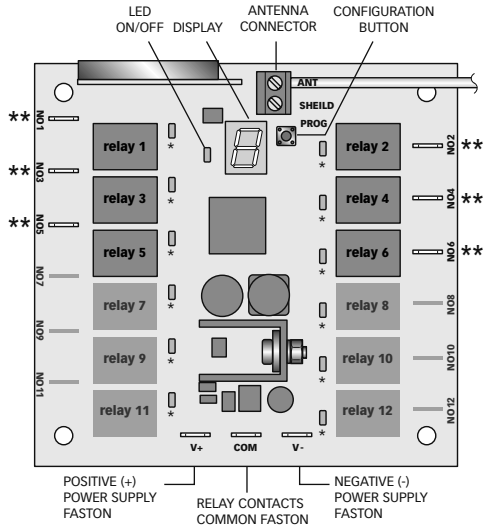 LED
ON/OFF
DISPLAY
ANTENNA
CONNECTOR
CONFIGURATION
BUTTON
ANT
SHEILD
PROG
** NO1
relay 1
*
relay 2
*
NO2 **
** NO3
relay 3
*
relay 4
*
NO4 **
** NO5
relay 5
*
relay 6
*
NO6 **
NO7
relay 7
*
relay 8
*
NO8
NO9
relay 9
*
relay 10
*
NO10
NO11
relay 11
*
relay 12
*
NO12
V+
COM
V-
POSITIVE (+)
POWER SUPPLY
FASTON
RELAY CONTACTS
COMMON FASTON
NEGATIVE (-)
POWER SUPPLY
FASTON